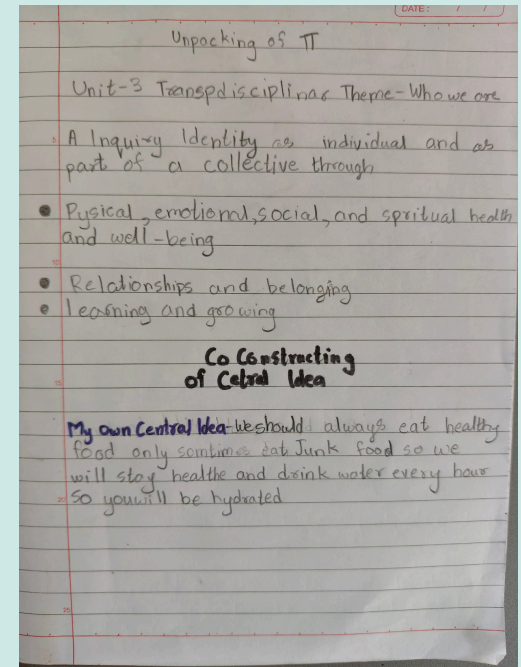 DATE: / /
Unpacking of TT
Unit-3 Transpdisciplinar Theme-Who we are
A Inquiry Identity as individual and as
part of a collective through
• Pysical, emotional, social, and spritual health
and well-being
• Relationships and belonging
• learning and growing
Co Constructing
of Cetral Idea
My own Central Idea-we should always eat healthy
food only somtimes eat Junk food so we
will stay healthe and drink water every hour
So you will be hydrated